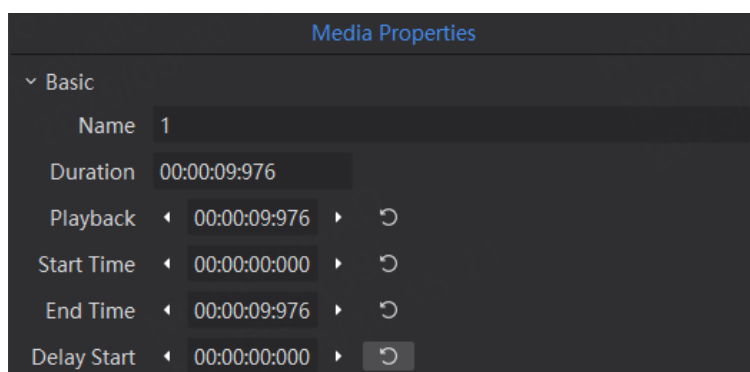 Media Properties
Basic
Name 1
Duration 00:00:09:976
Playback 00:00:09:976
Start Time 00:00:00:000
End Time 00:00:09:976
Delay Start 00:00:00:000